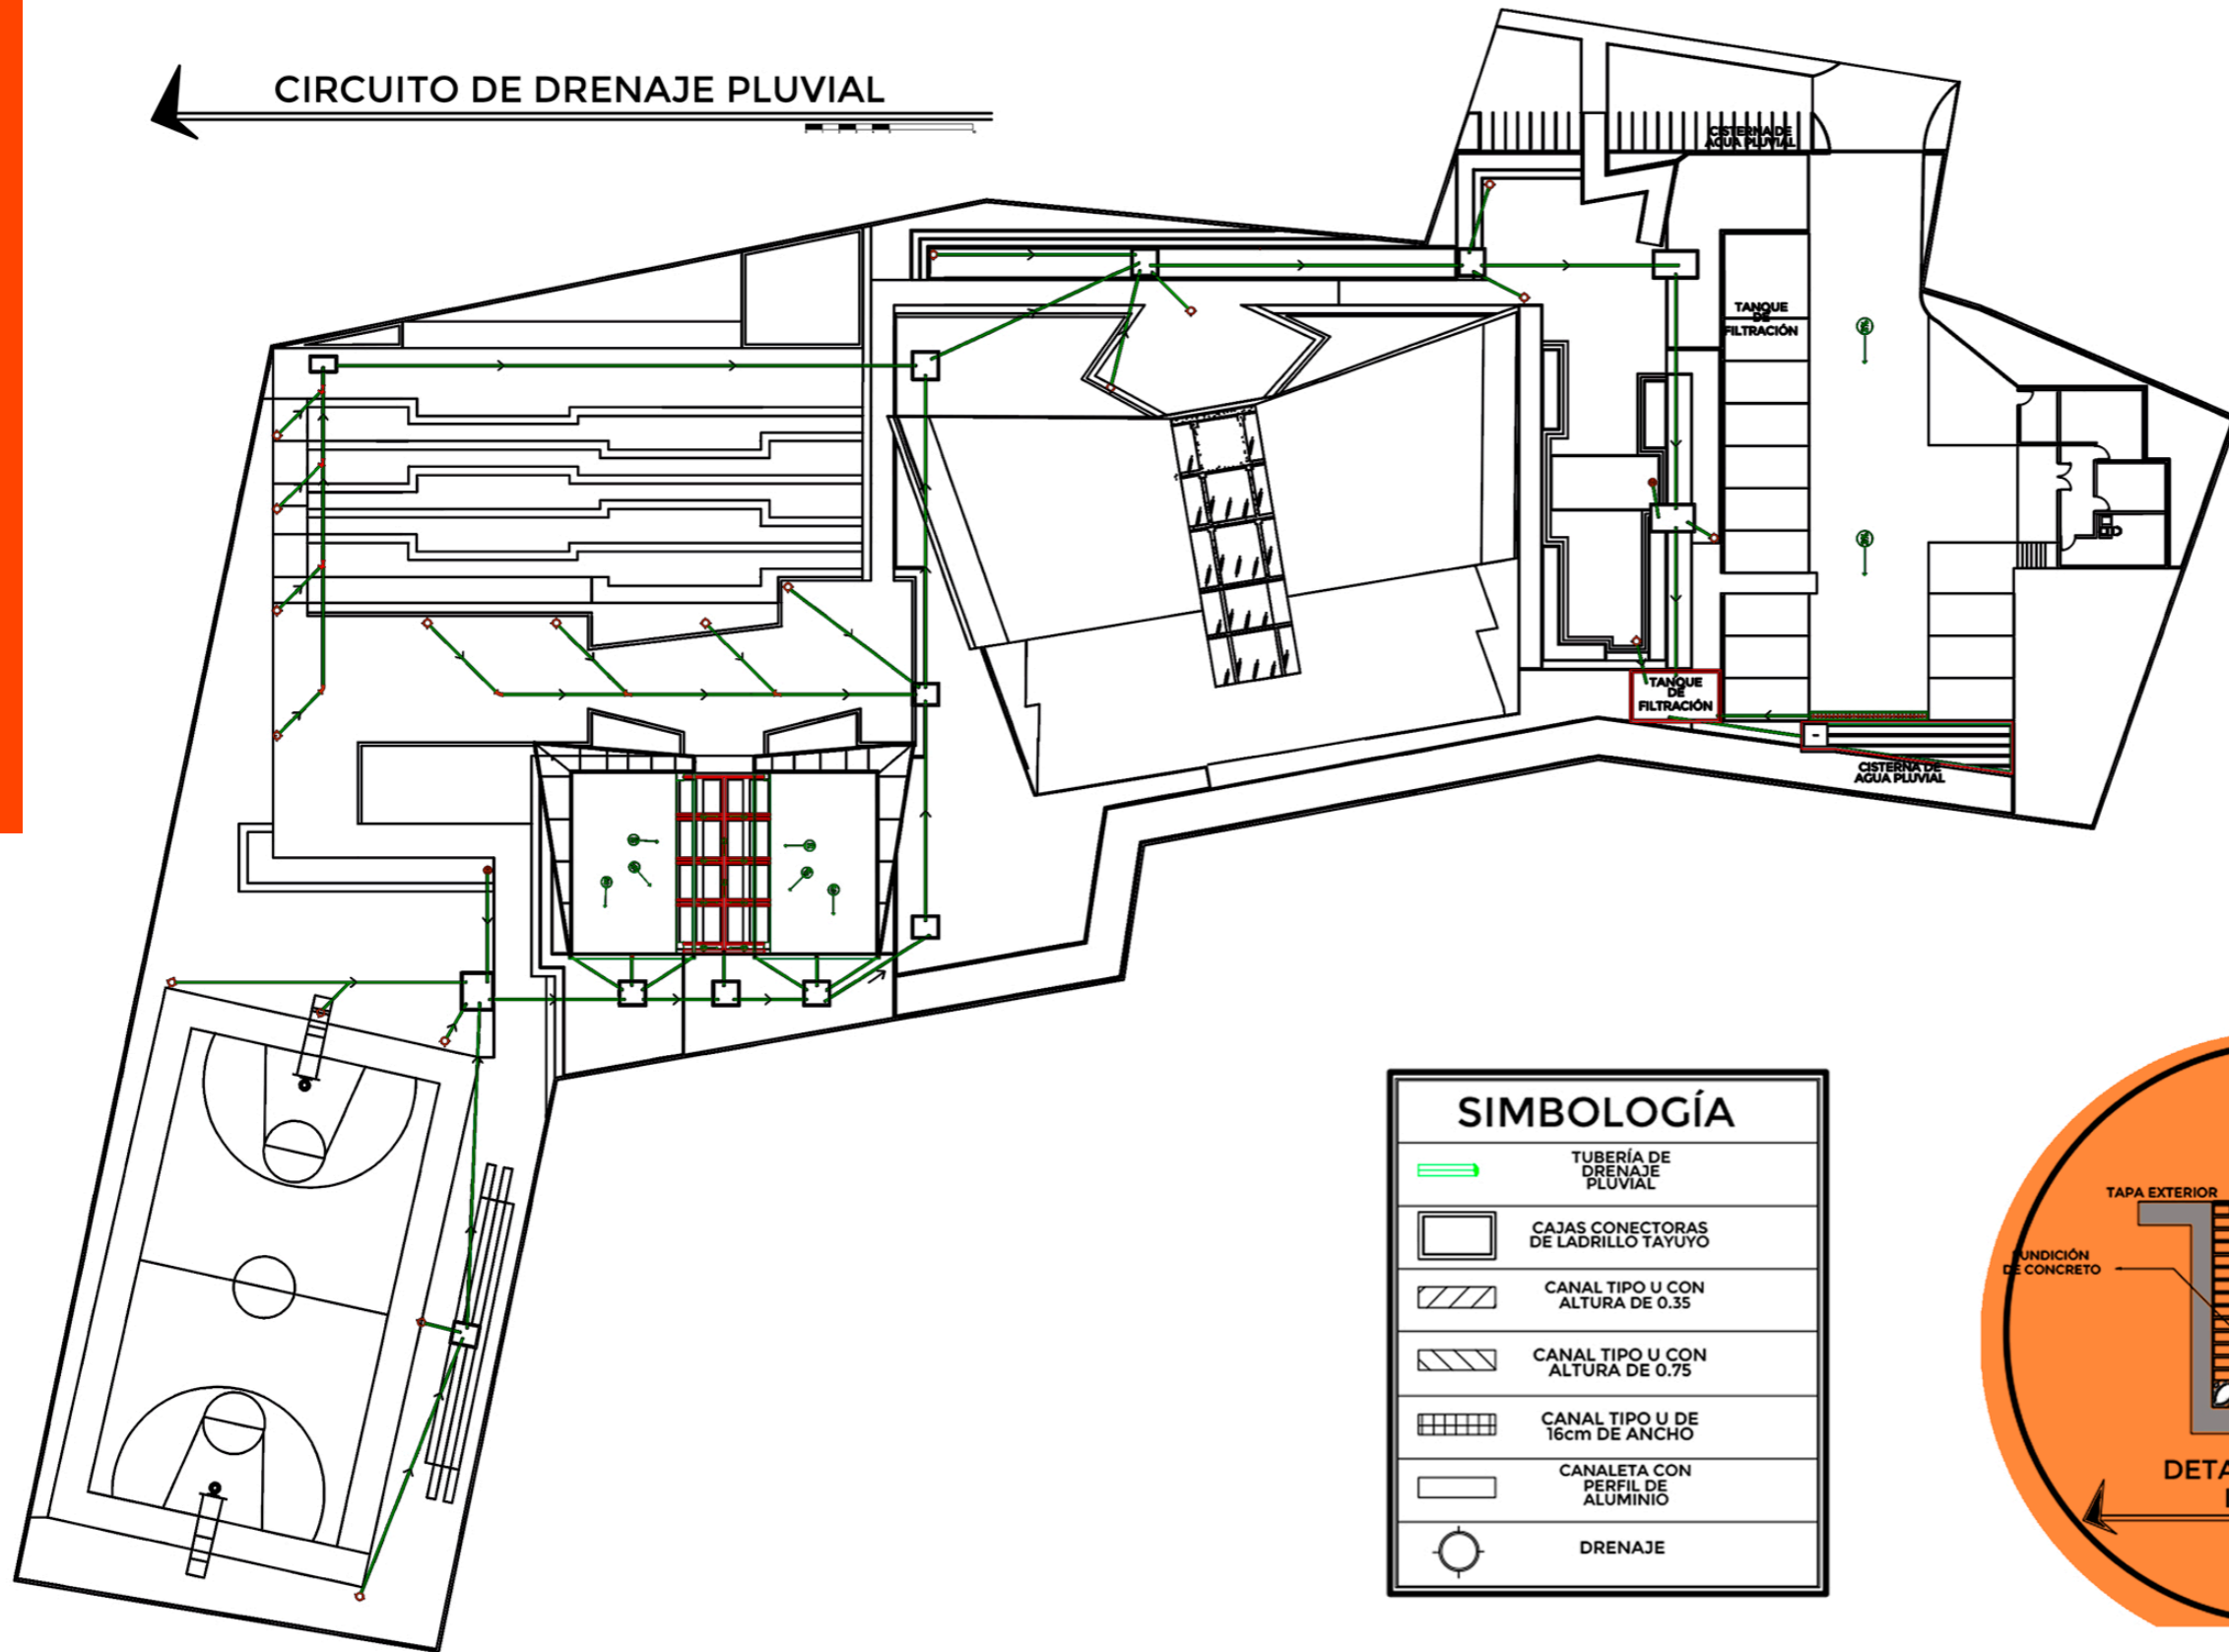 CIRCUITO DE DRENAJE PLUVIAL
CISTERNA DE
AGUA PLUVIAL
TANQUE
DE
FILTRACIÓN
TANQUE
DE
FILTRACIÓN
CISTERNA DE
AGUA PLUVIAL
SIMBOLOGÍA
TUBERÍA DE
DRENAJE
PLUVIAL
CAJAS CONECTORAS
DE LADRILLO TAYUYO
CANAL TIPO U CON
ALTURA DE 0.35
CANAL TIPO U CON
ALTURA DE 0.75
CANAL TIPO U DE
16cm DE ANCHO
CANALETA CON
PERFIL DE
ALUMINIO
DRENAJE
TAPA EXTERIOR
UNDICIÓN
DE CONCRETO
DETA